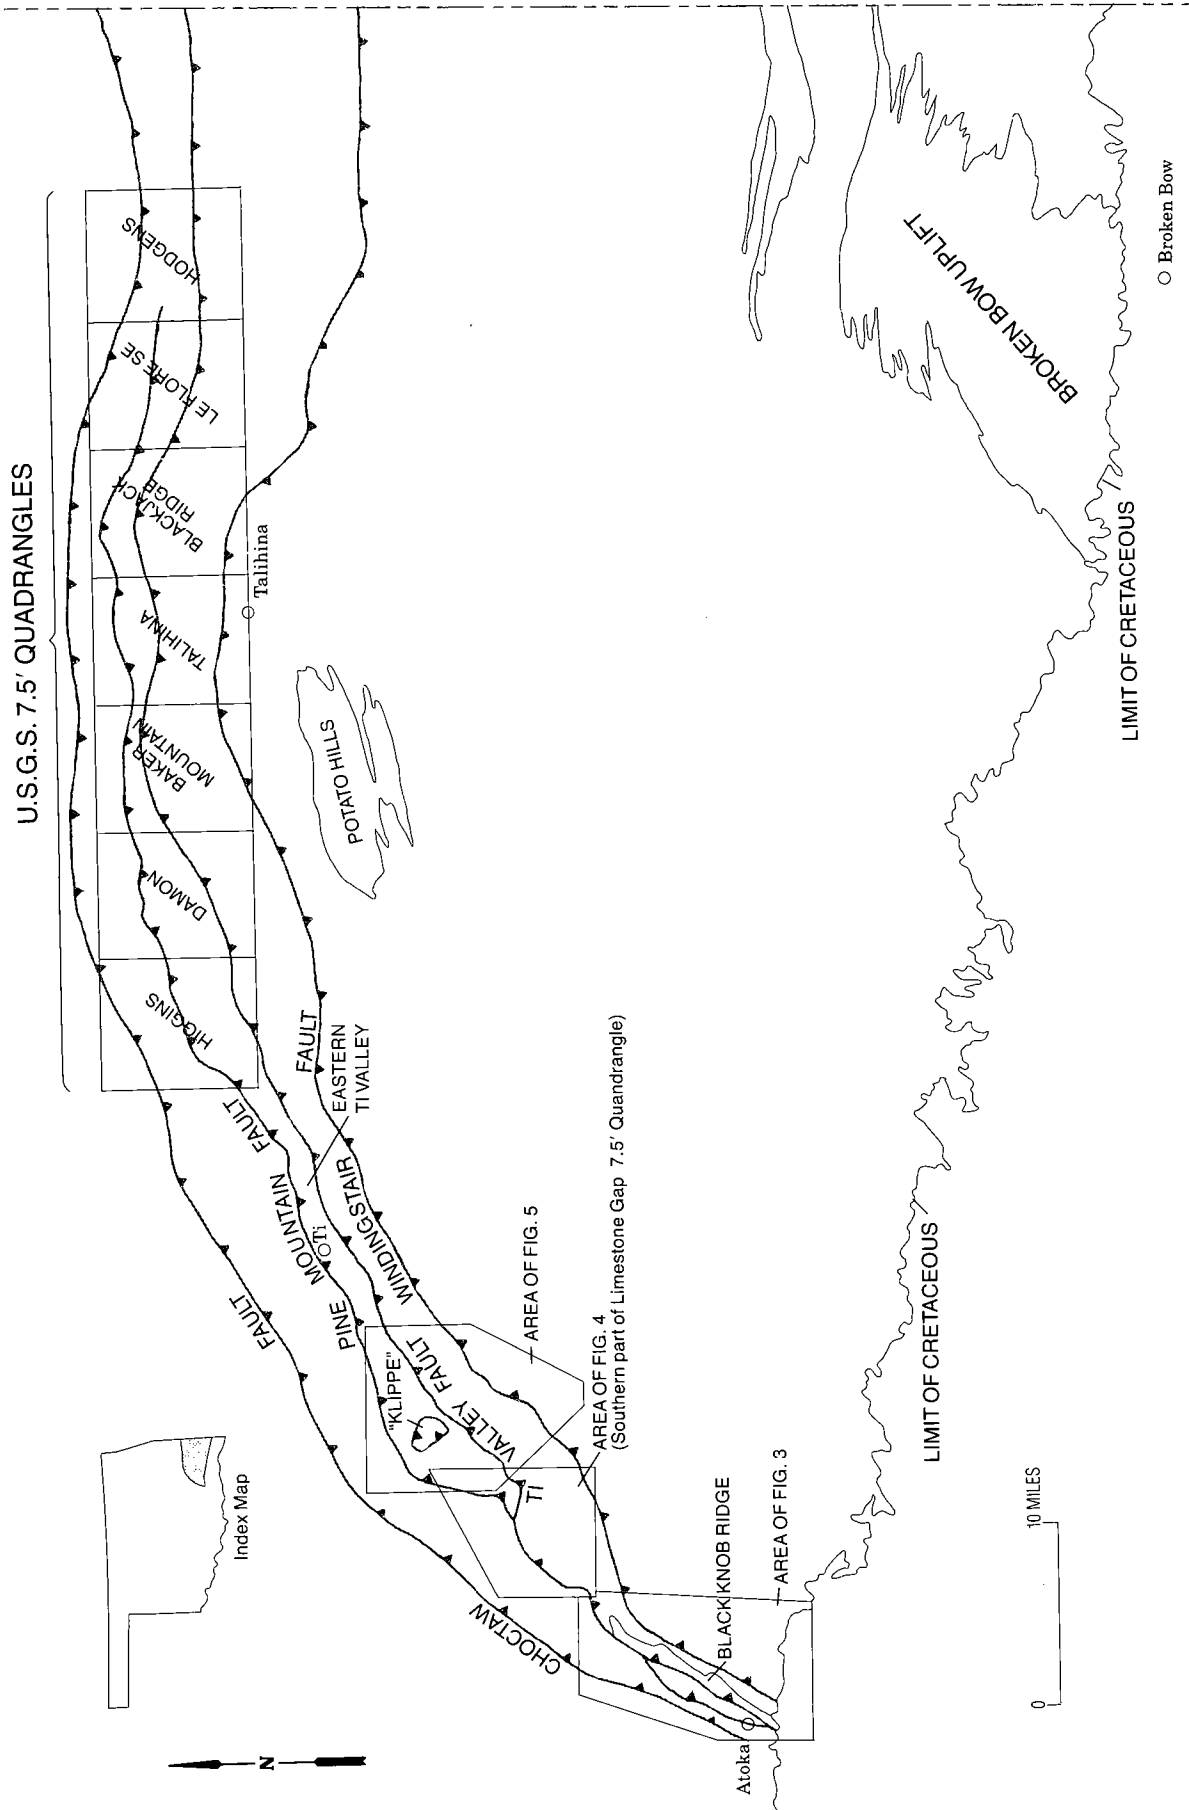 U.S.G.S. 7.5' QUADRANGLES
HIGGINS
DAMON
BAKER
MOUNTAIN
TALIHINA
BLACKJACK
RIDGE
LE FLORE SE
HODGENS
Talihina
POTATO HILLS
N
Index Map
CHOCTAW
FAULT
PINE
MOUNTAIN
FAULT
Ti
TI
VALLEY
FAULT
WINDINGSTAIR
FAULT
EASTERN
TI VALLEY
"KLIPPE"
AREA OF FIG. 5
AREA OF FIG. 4
(Southern part of Limestone Gap 7.5' Quandrangle)
AREA OF FIG. 3
BLACK KNOB RIDGE
Atoka
BROKEN BOW UPLIFT
LIMIT OF CRETACEOUS
LIMIT OF CRETACEOUS
Broken Bow
0
10 MILES